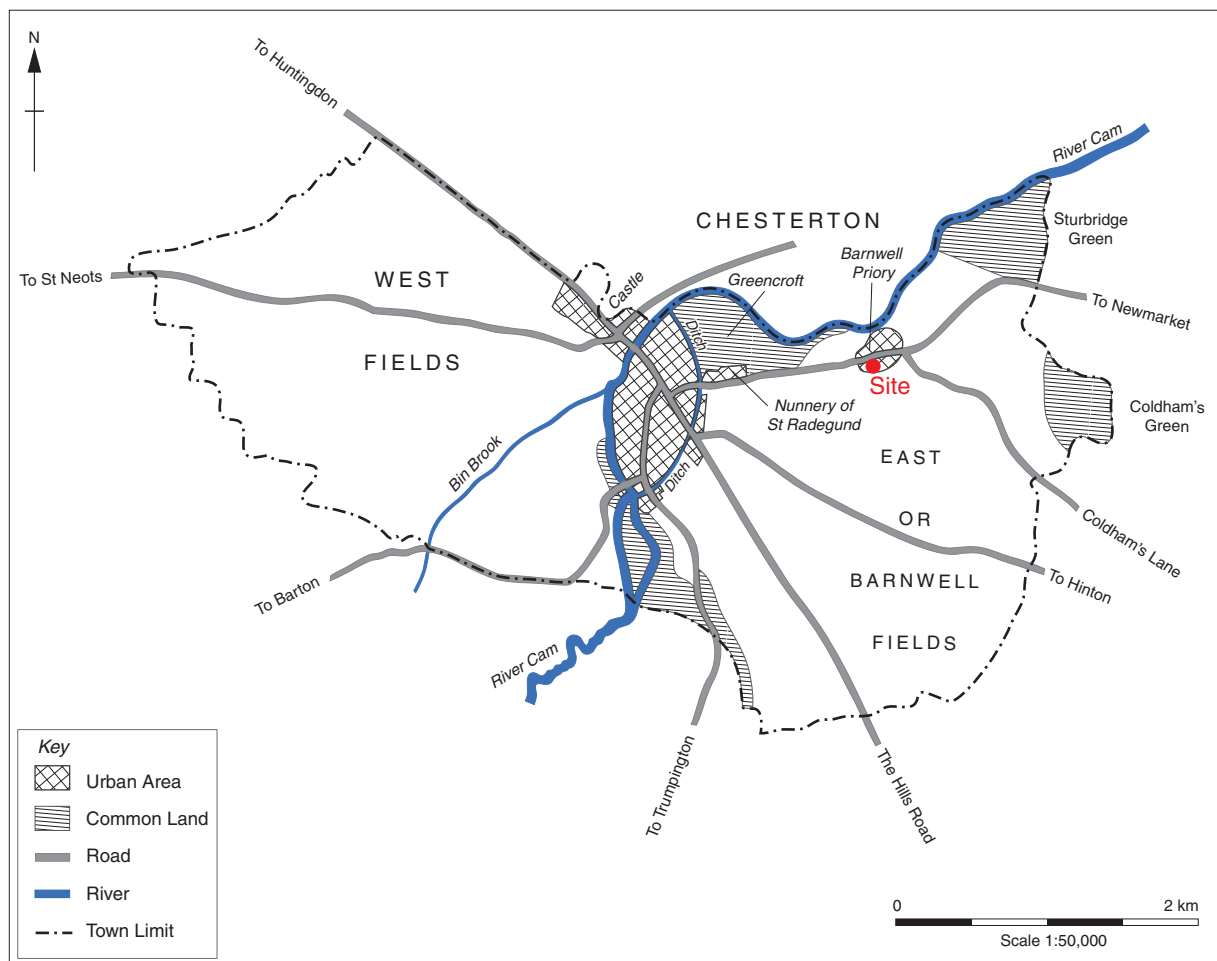 N
To Huntingdon
River Cam
CHESTERTON
Sturbridge
Green
Barnwell
Priory
To St Neots
WEST
Castle
Greencroft
To Newmarket
Ditch
FIELDS
Site
Nunnery of
St Radegund
Coldham's
Green
Bin Brook
EAST
Ditch
OR
Coldham's Lane
To Barton
BARNWELL
To Hinton
FIELDS
River Cam
To Trumpington
The Hills Road
Key
Urban Area
Common Land
Road
River
Town Limit
0
2 km
Scale 1:50,000